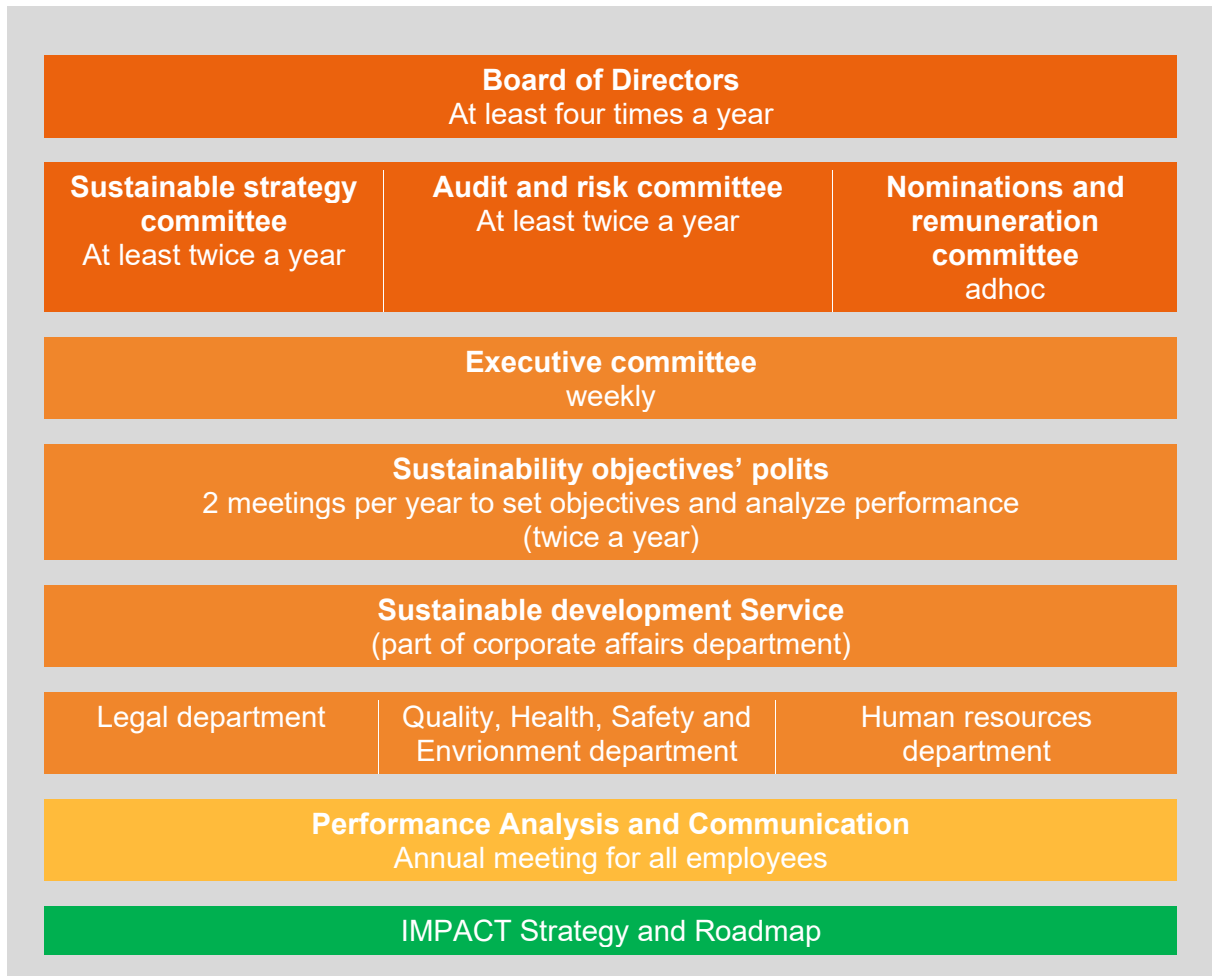 Board of Directors
At least four times a year
Sustainable strategy
committee
At least twice a year
Audit and risk committee
At least twice a year
Nominations and
remuneration
committee
adhoc
Executive committee
weekly
Sustainability objectives’ polits
2 meetings per year to set objectives and analyze performance
(twice a year)
Sustainable development Service
(part of corporate affairs department)
Legal department
Quality, Health, Safety and
Envrionment department
Human resources
department
Performance Analysis and Communication
Annual meeting for all employees
IMPACT Strategy and Roadmap